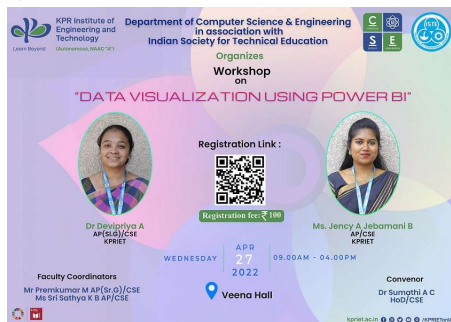 KPR Institute of
Engineering and
Technology
Learn Beyond
(Autonomous, NAAC "A")
Department of Computer Science & Engineering
in association with
Indian Society for Technical Education
C
S
E
ISTE
Organizes
Workshop
on
"DATA VISUALIZATION USING POWER BI"
Registration Link :
Registration fee: ₹ 100
Dr Devipriya A
AP(SLG)/CSE
KPRIET
Ms. Jency A Jebamani B
AP/CSE
KPRIET
WEDNESDAY
APR
27
2022
09.00AM - 04.00PM
Veena Hall
Faculty Coordinators
Mr Premkumar M AP(Sr.G)/CSE
Ms Sri Sathya K B AP/CSE
Convenor
Dr Sumathi A C
HoD/CSE
kpriet.ac.in